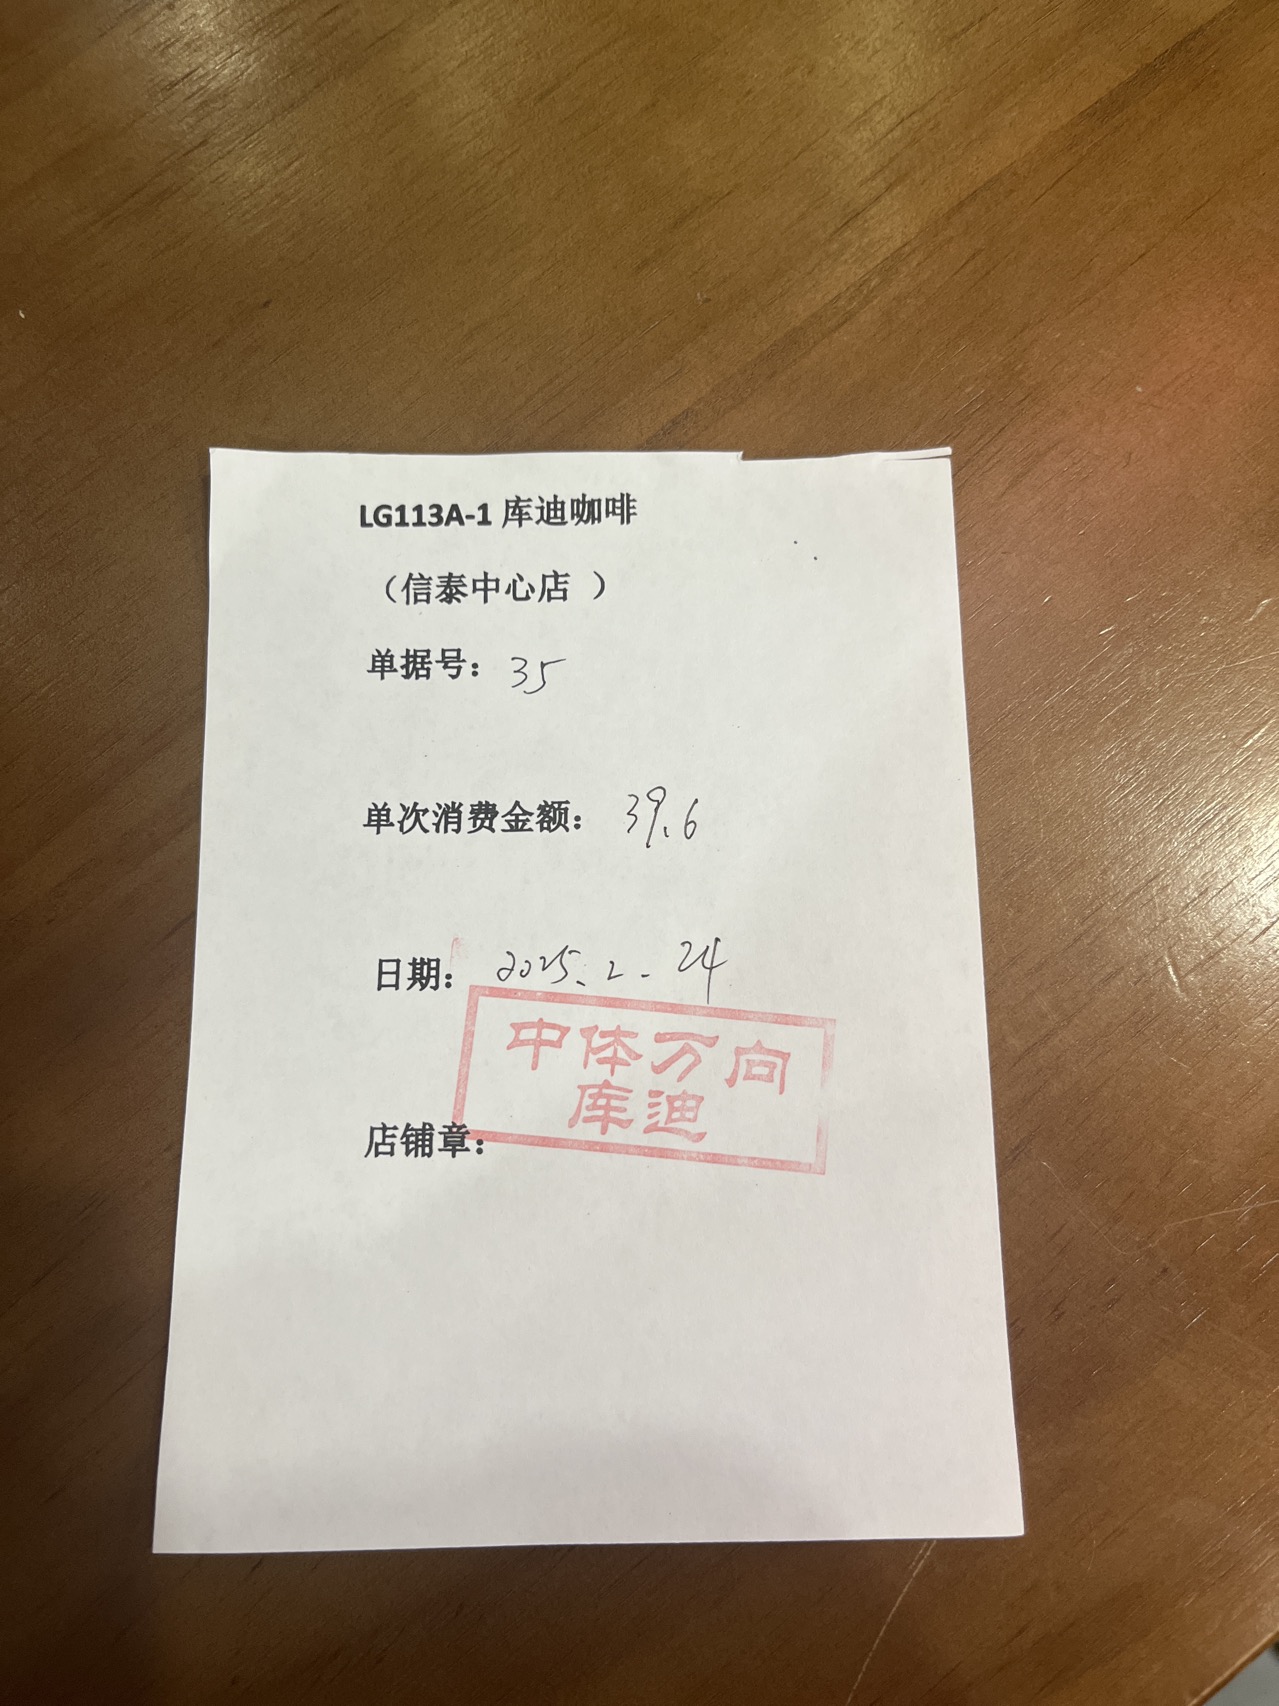 LG113A-1 库迪咖啡
（信泰中心店 ）
单据号：35
单次消费金额：39.6
日期：2025.2.24
中体万向
库迪
店铺章：